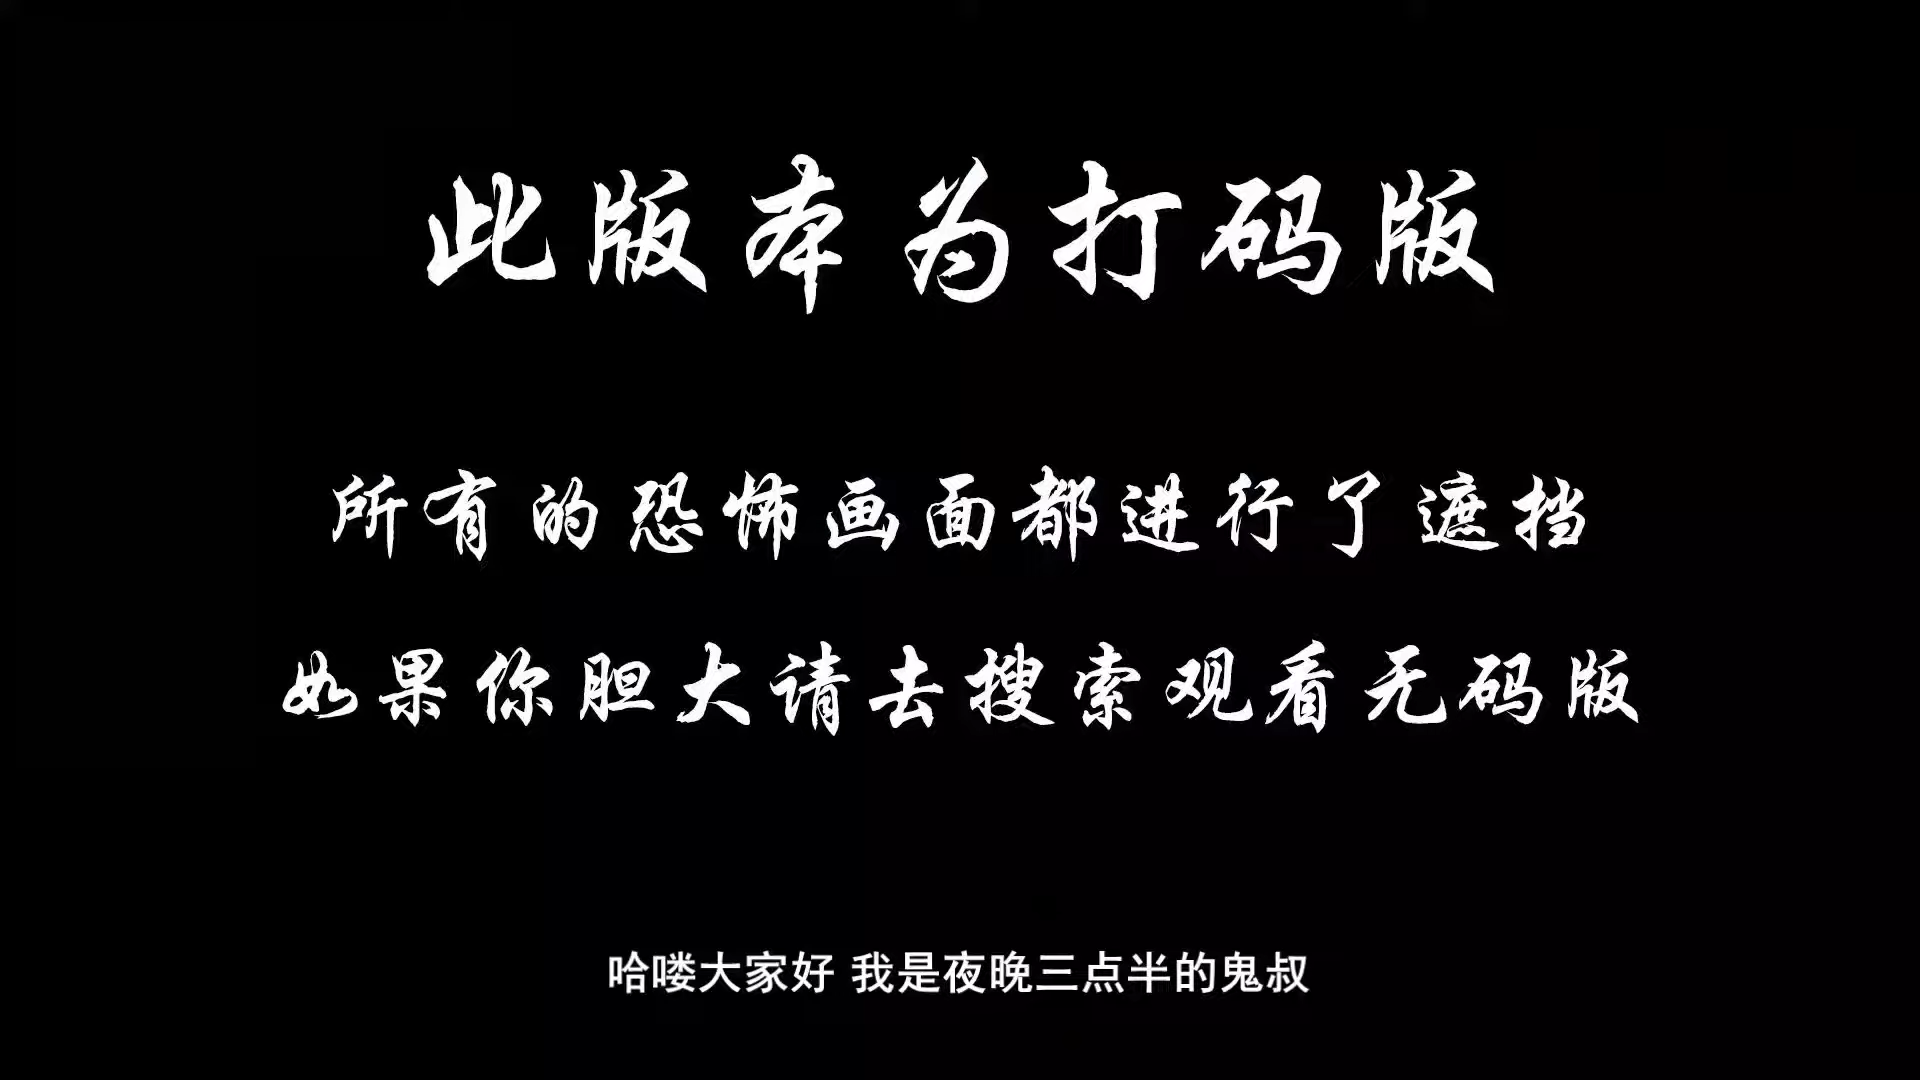 此版本为打码版
所有的恐怖画面都进行了遮挡
如果你胆大请去搜索观看无码版
哈喽大家好 我是夜晚三点半的鬼叔